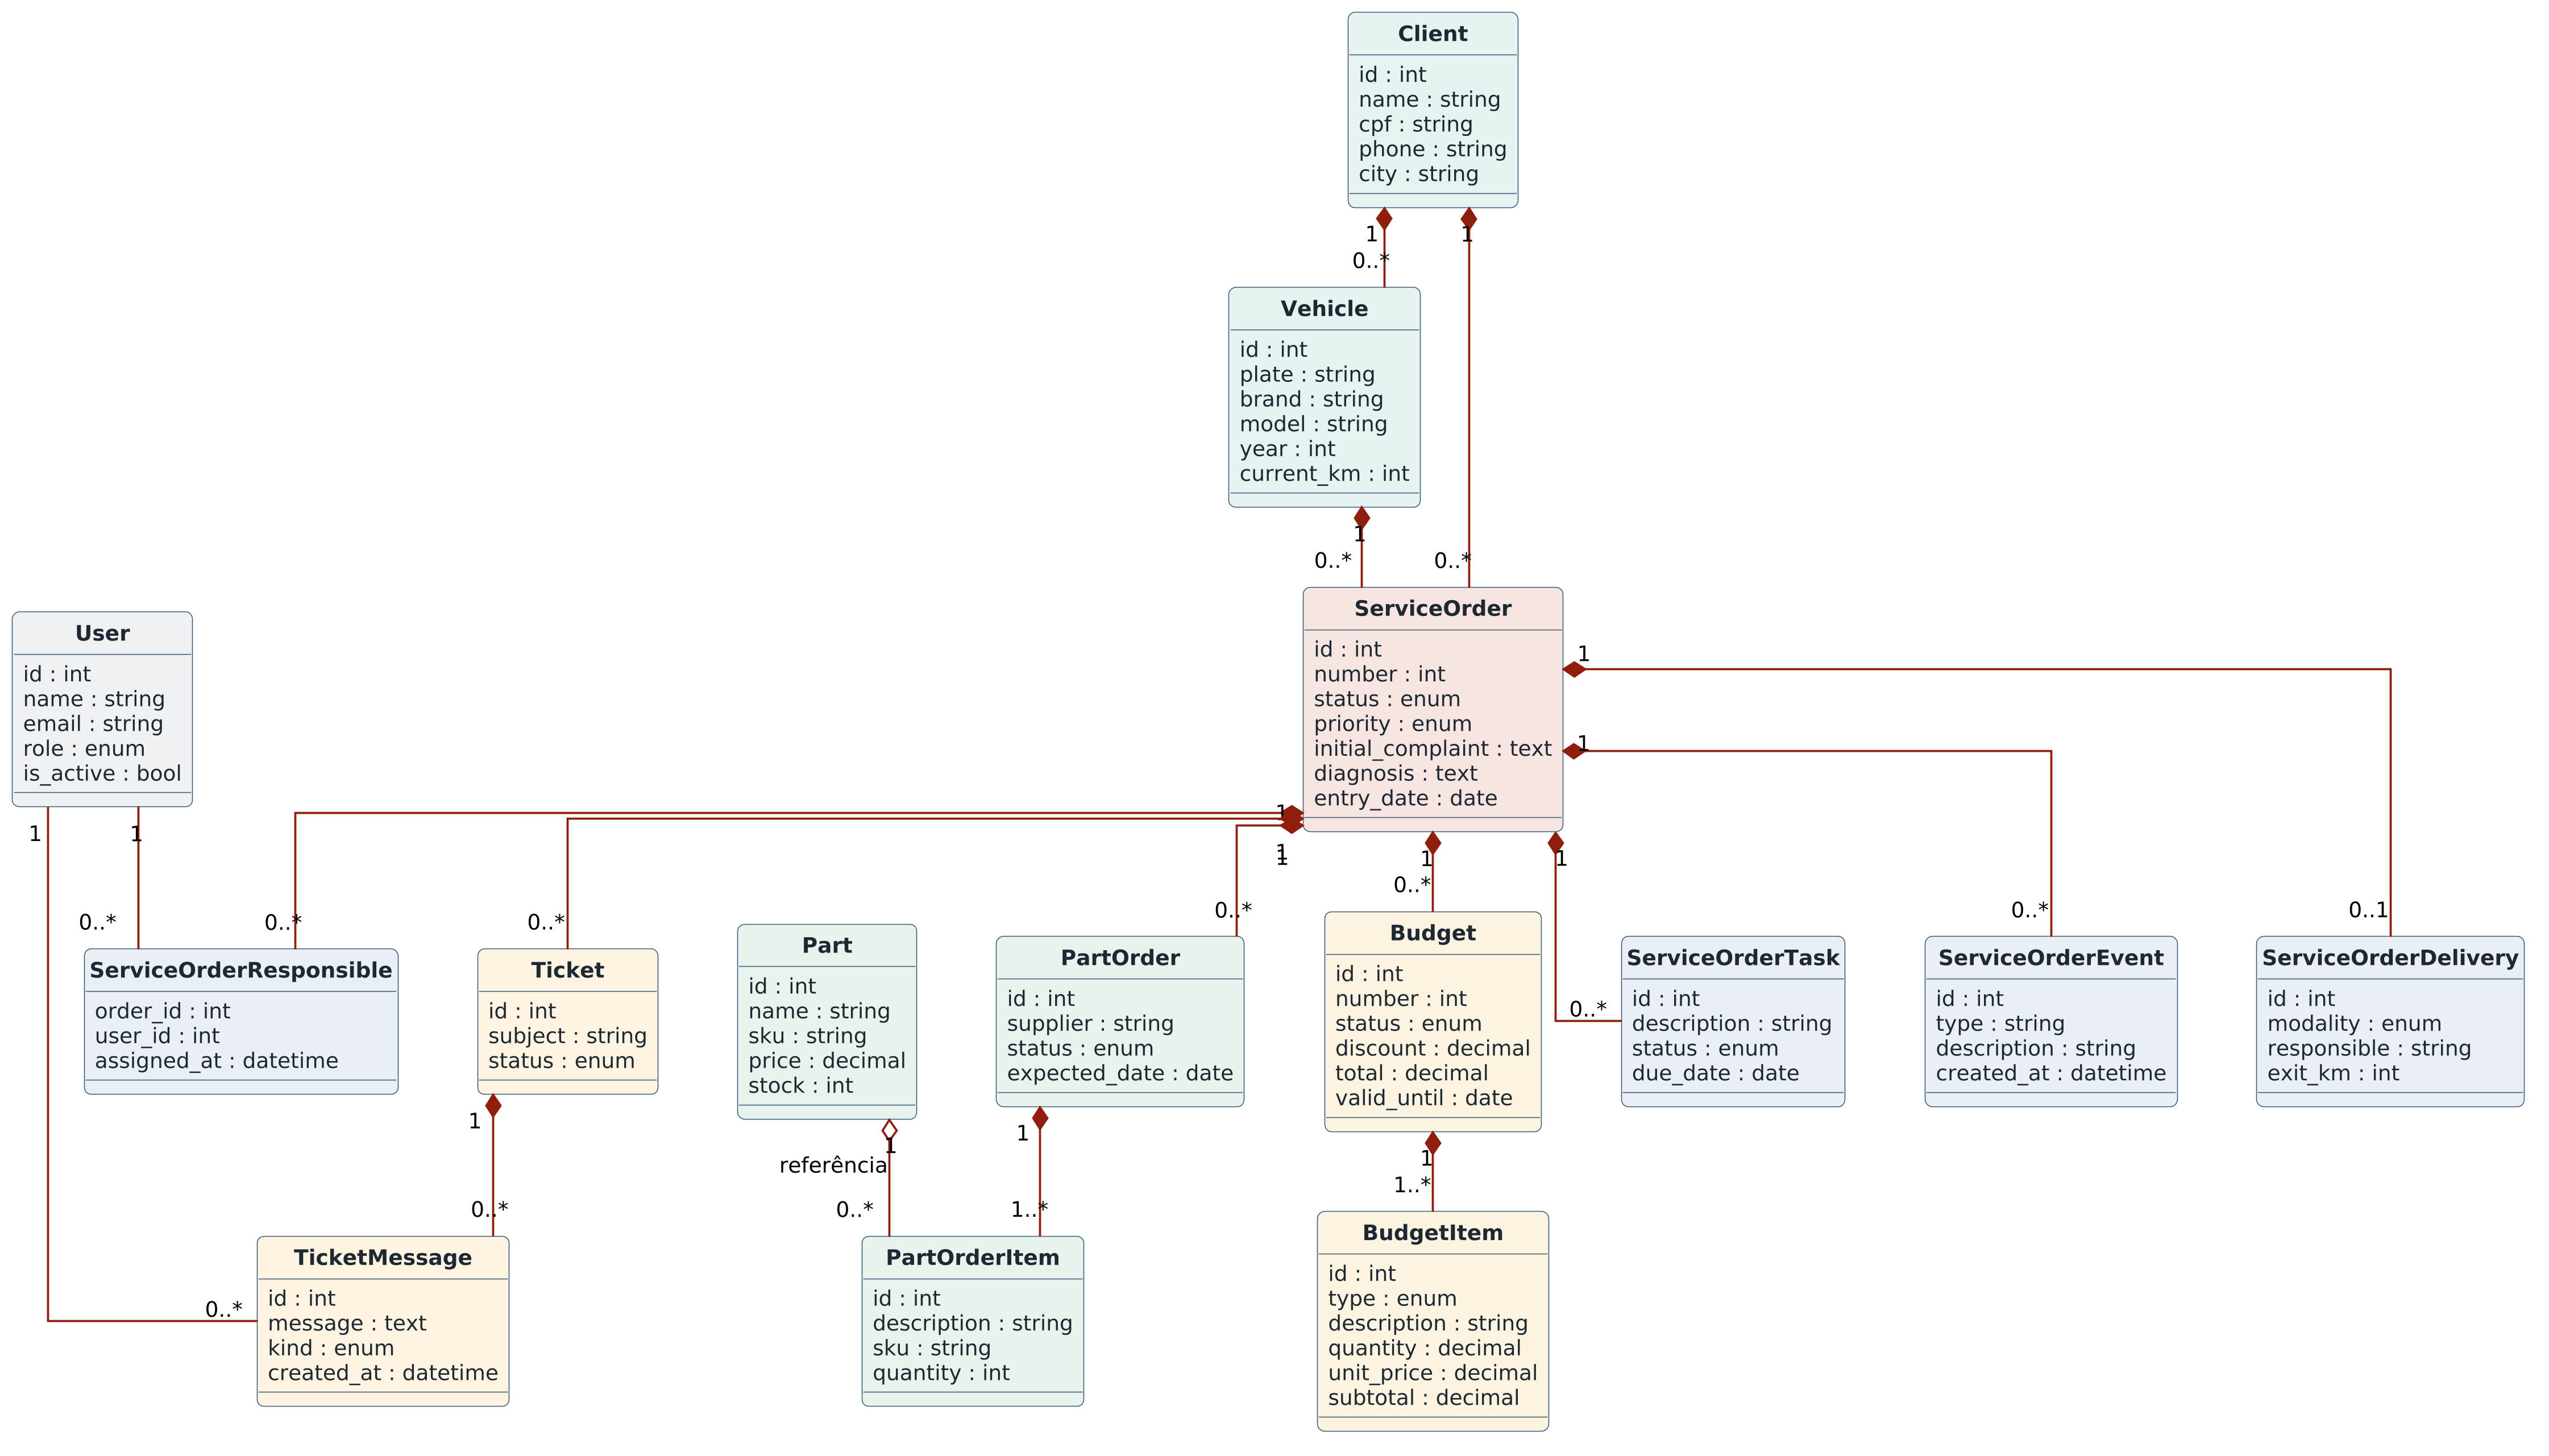 Client
id : int
name : string
cpf : string
phone : string
city : string
1
1
0..*
Vehicle
id : int
plate : string
brand : string
model : string
year : int
current_km : int
1
0..*
0..*
ServiceOrder
id : int
number : int
status : enum
priority : enum
initial_complaint : text
diagnosis : text
entry_date : date
1
1
1
1
1
1
1
User
id : int
name : string
email : string
role : enum
is_active : bool
1
1
0..*
0..*
0..*
0..*
0..*
0..*
0..*
0..1
ServiceOrderResponsible
order_id : int
user_id : int
assigned_at : datetime
Ticket
id : int
subject : string
status : enum
1
0..*
Part
id : int
name : string
sku : string
price : decimal
stock : int
1
referência
0..*
PartOrder
id : int
supplier : string
status : enum
expected_date : date
1
1..*
Budget
id : int
number : int
status : enum
discount : decimal
total : decimal
valid_until : date
1
1..*
ServiceOrderTask
id : int
description : string
status : enum
due_date : date
ServiceOrderEvent
id : int
type : string
description : string
created_at : datetime
ServiceOrderDelivery
id : int
modality : enum
responsible : string
exit_km : int
0..*
TicketMessage
id : int
message : text
kind : enum
created_at : datetime
PartOrderItem
id : int
description : string
sku : string
quantity : int
BudgetItem
id : int
type : enum
description : string
quantity : decimal
unit_price : decimal
subtotal : decimal